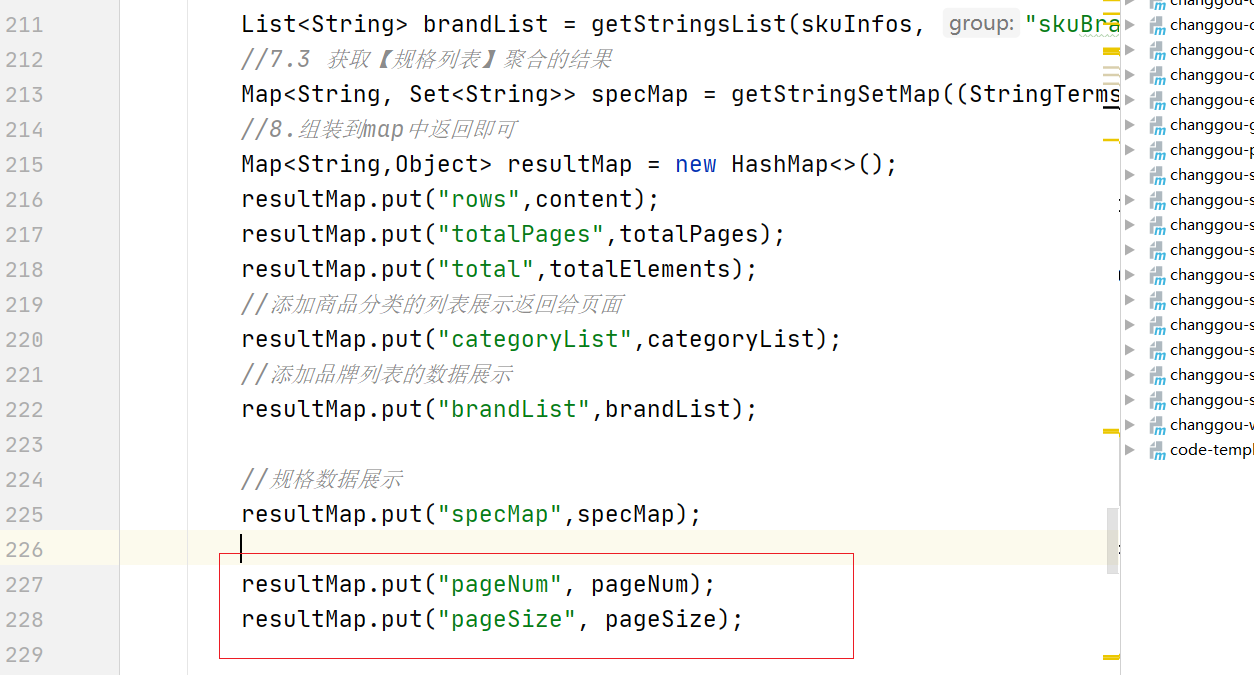 211 List<String> brandList = getStringsList(skuInfos, group: "skuBra
212 //7.3 获取【规格列表】聚合的结果
213 Map<String, Set<String>> specMap = getStringSetMap((StringTerms
214 //8.组装到map中返回即可
215 Map<String,Object> resultMap = new HashMap<>();
216 resultMap.put("rows",content);
217 resultMap.put("totalPages",totalPages);
218 resultMap.put("total",totalElements);
219 //添加商品分类的列表展示返回给页面
220 resultMap.put("categoryList",categoryList);
221 //添加品牌列表的数据展示
222 resultMap.put("brandList",brandList);
223
224 //规格数据展示
225 resultMap.put("specMap",specMap);
226
227 resultMap.put("pageNum", pageNum);
228 resultMap.put("pageSize", pageSize);
229
changgou-c
changgou-c
changgou-c
changgou-e
changgou-g
changgou-p
changgou-s
changgou-s
changgou-s
changgou-s
changgou-s
changgou-s
changgou-s
changgou-s
changgou-s
changgou-s
changgou-w
code-templ